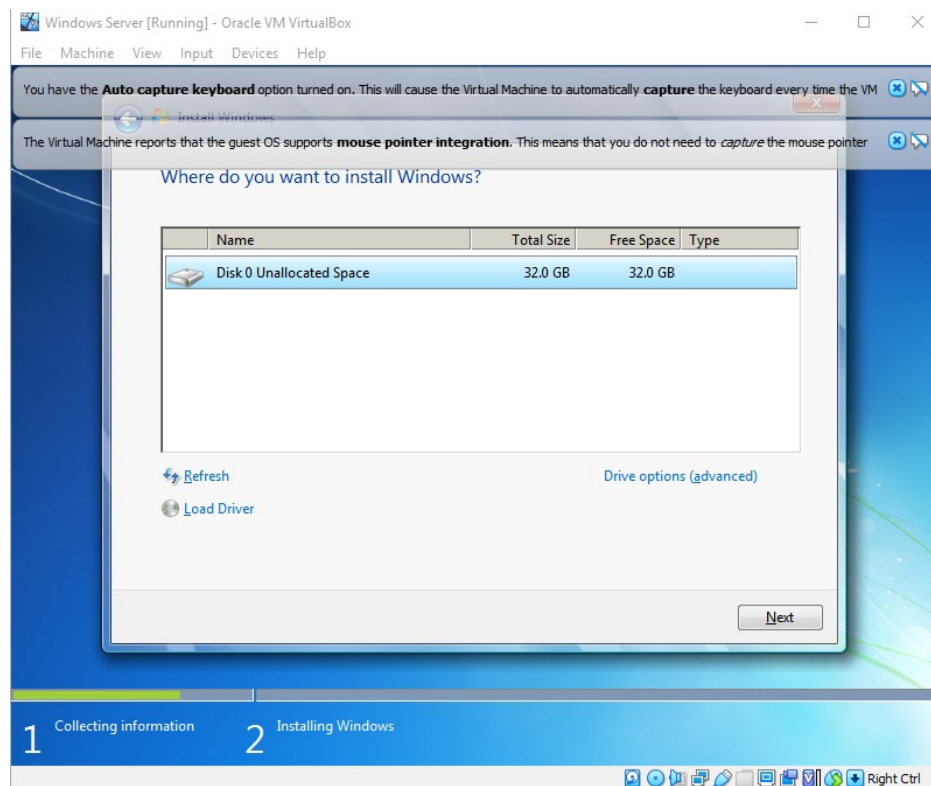 Windows Server [Running] - Oracle VM VirtualBox
File Machine View Input Devices Help
You have the Auto capture keyboard option turned on. This will cause the Virtual Machine to automatically capture the keyboard every time the VM
Install Windows
The Virtual Machine reports that the guest OS supports mouse pointer integration. This means that you do not need to capture the mouse pointer
Where do you want to install Windows?
Name Total Size Free Space Type
Disk 0 Unallocated Space 32.0 GB 32.0 GB
Refresh Drive options (advanced)
Load Driver
Next
1 Collecting information 2 Installing Windows
Right Ctrl